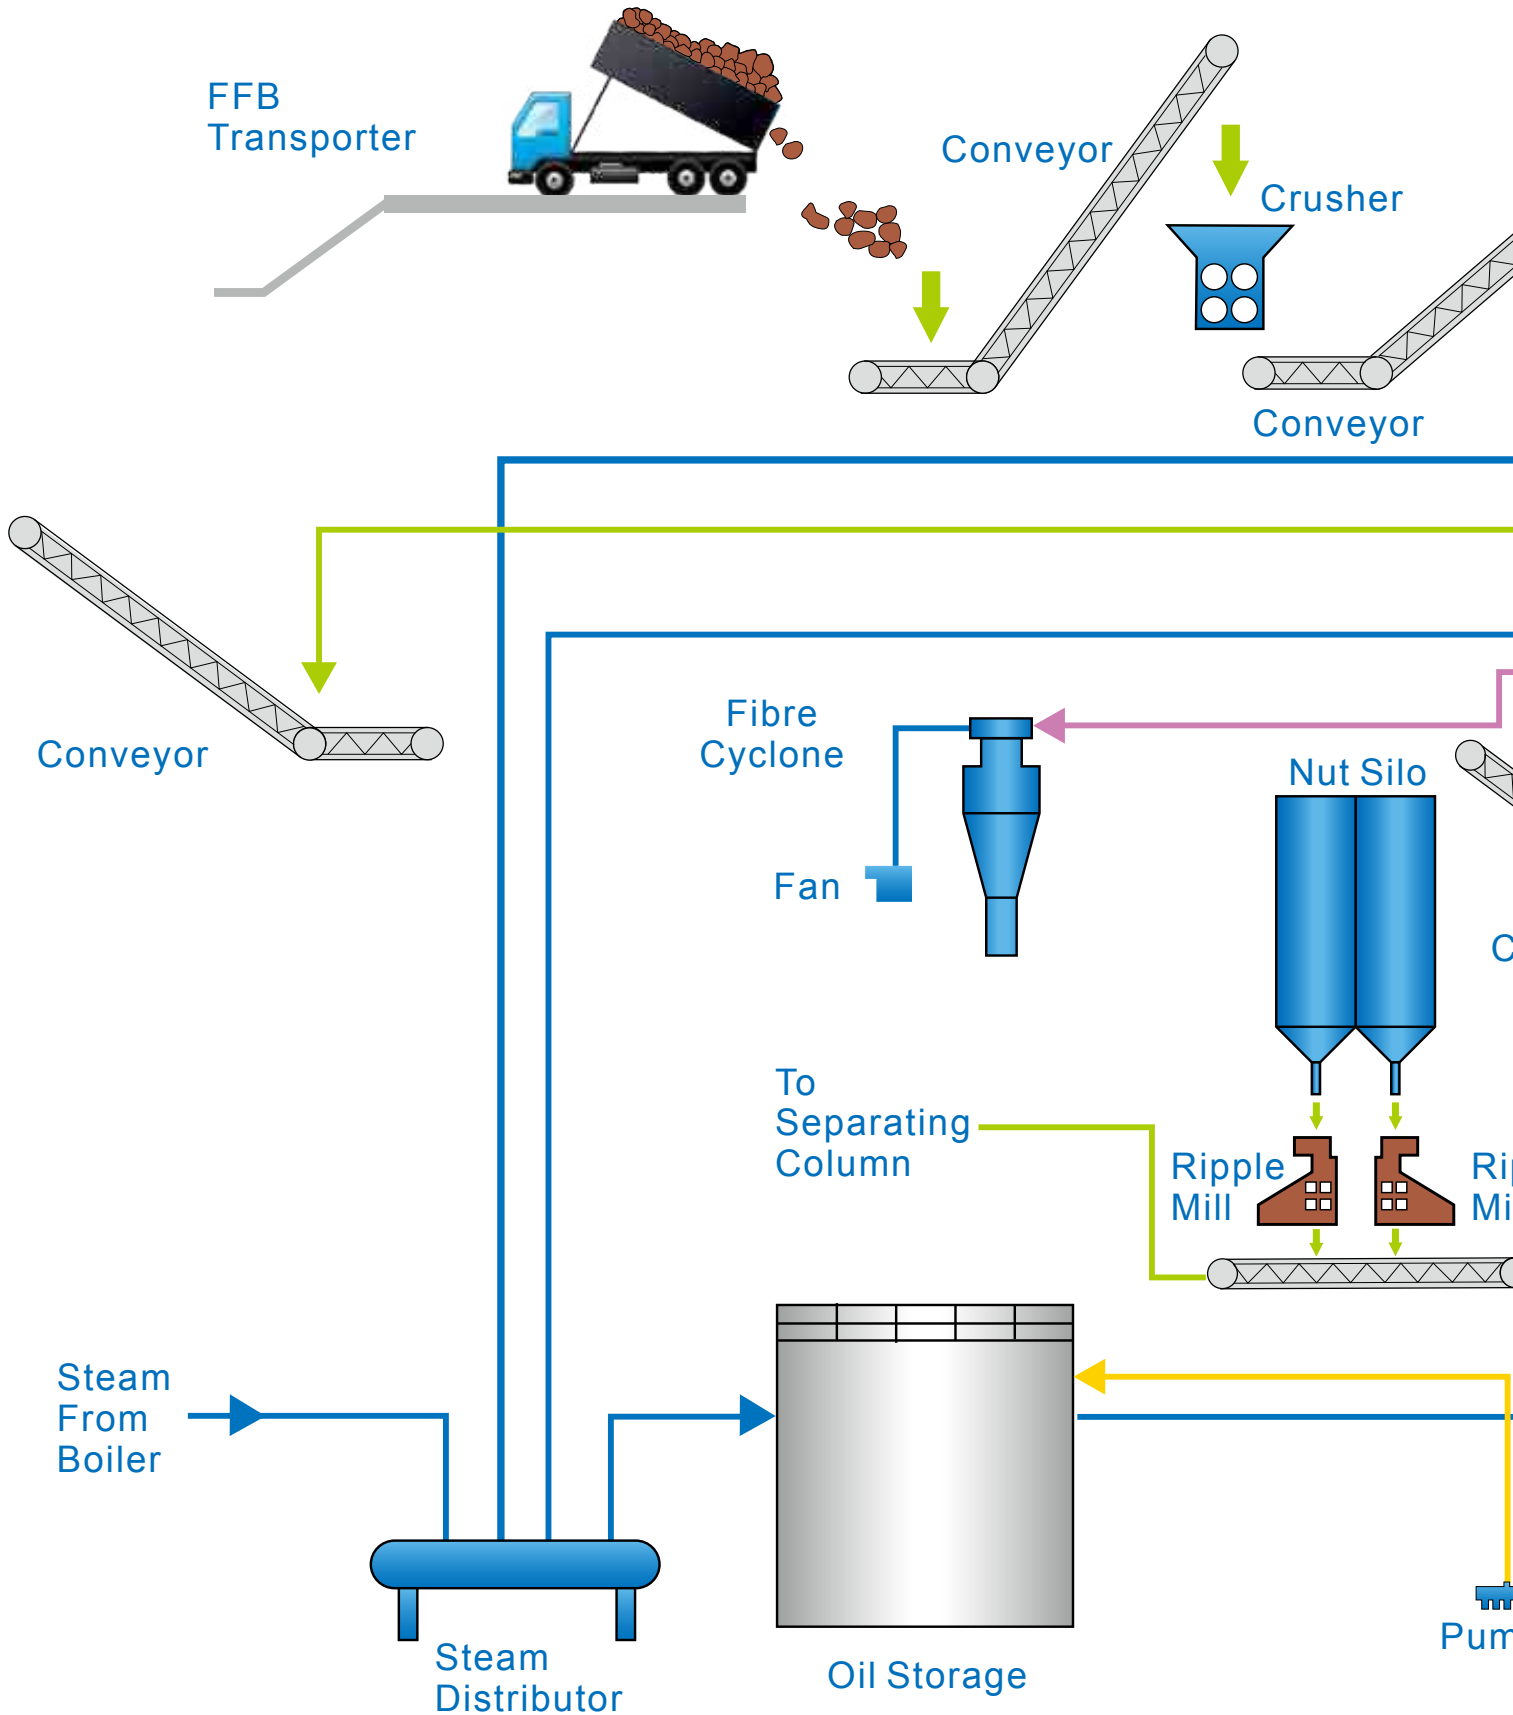 FFB
Transporter
Conveyor
Crusher
Conveyor
Conveyor
Fibre
Cyclone
Nut Silo
Fan
To
Separating
Column
Ripple
Mill
Steam
From
Boiler
Steam
Distributor
Oil Storage